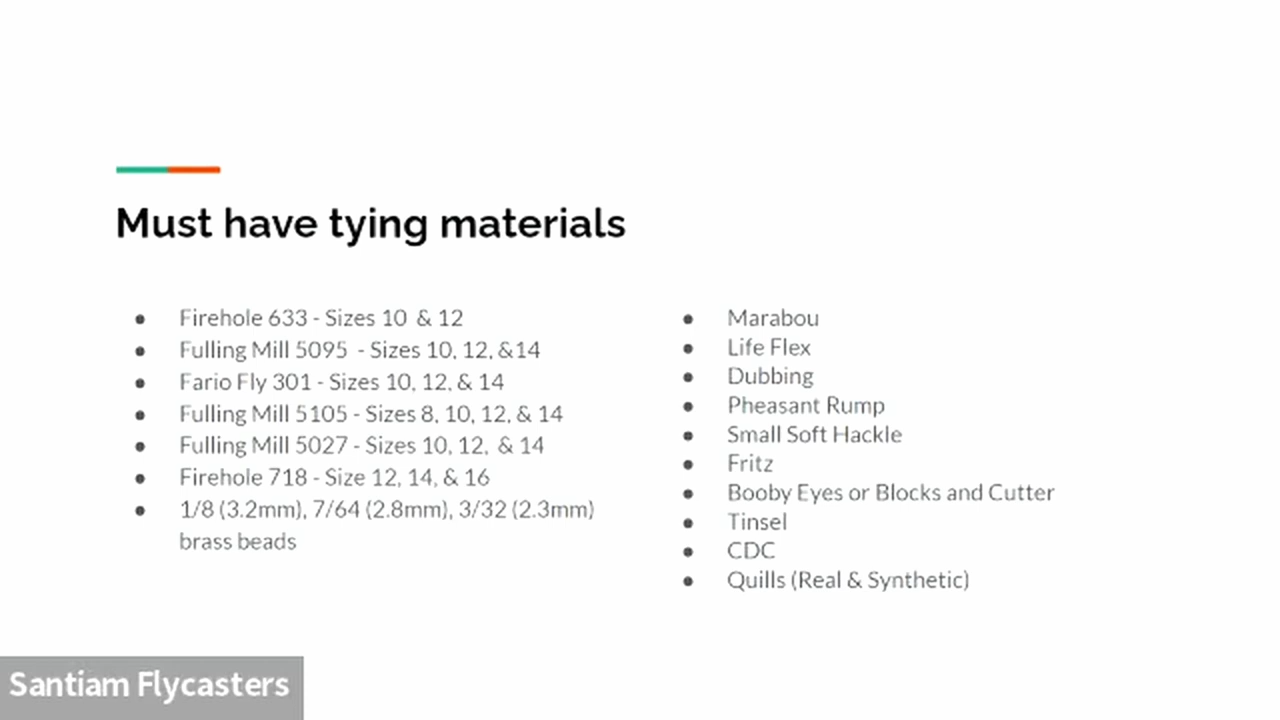 Must have tying materials
● Firehole 633 - Sizes 10 & 12
● Fulling Mill 5095 - Sizes 10, 12, &14
● Fario Fly 301 - Sizes 10, 12, & 14
● Fulling Mill 5105 - Sizes 8, 10, 12, & 14
● Fulling Mill 5027 - Sizes 10, 12, & 14
● Firehole 718 - Size 12, 14, & 16
● 1/8 (3.2mm), 7/64 (2.8mm), 3/32 (2.3mm)
brass beads
● Marabou
● Life Flex
● Dubbing
● Pheasant Rump
● Small Soft Hackle
● Fritz
● Booby Eyes or Blocks and Cutter
● Tinsel
● CDC
● Quills (Real & Synthetic)
Santiam Flycasters